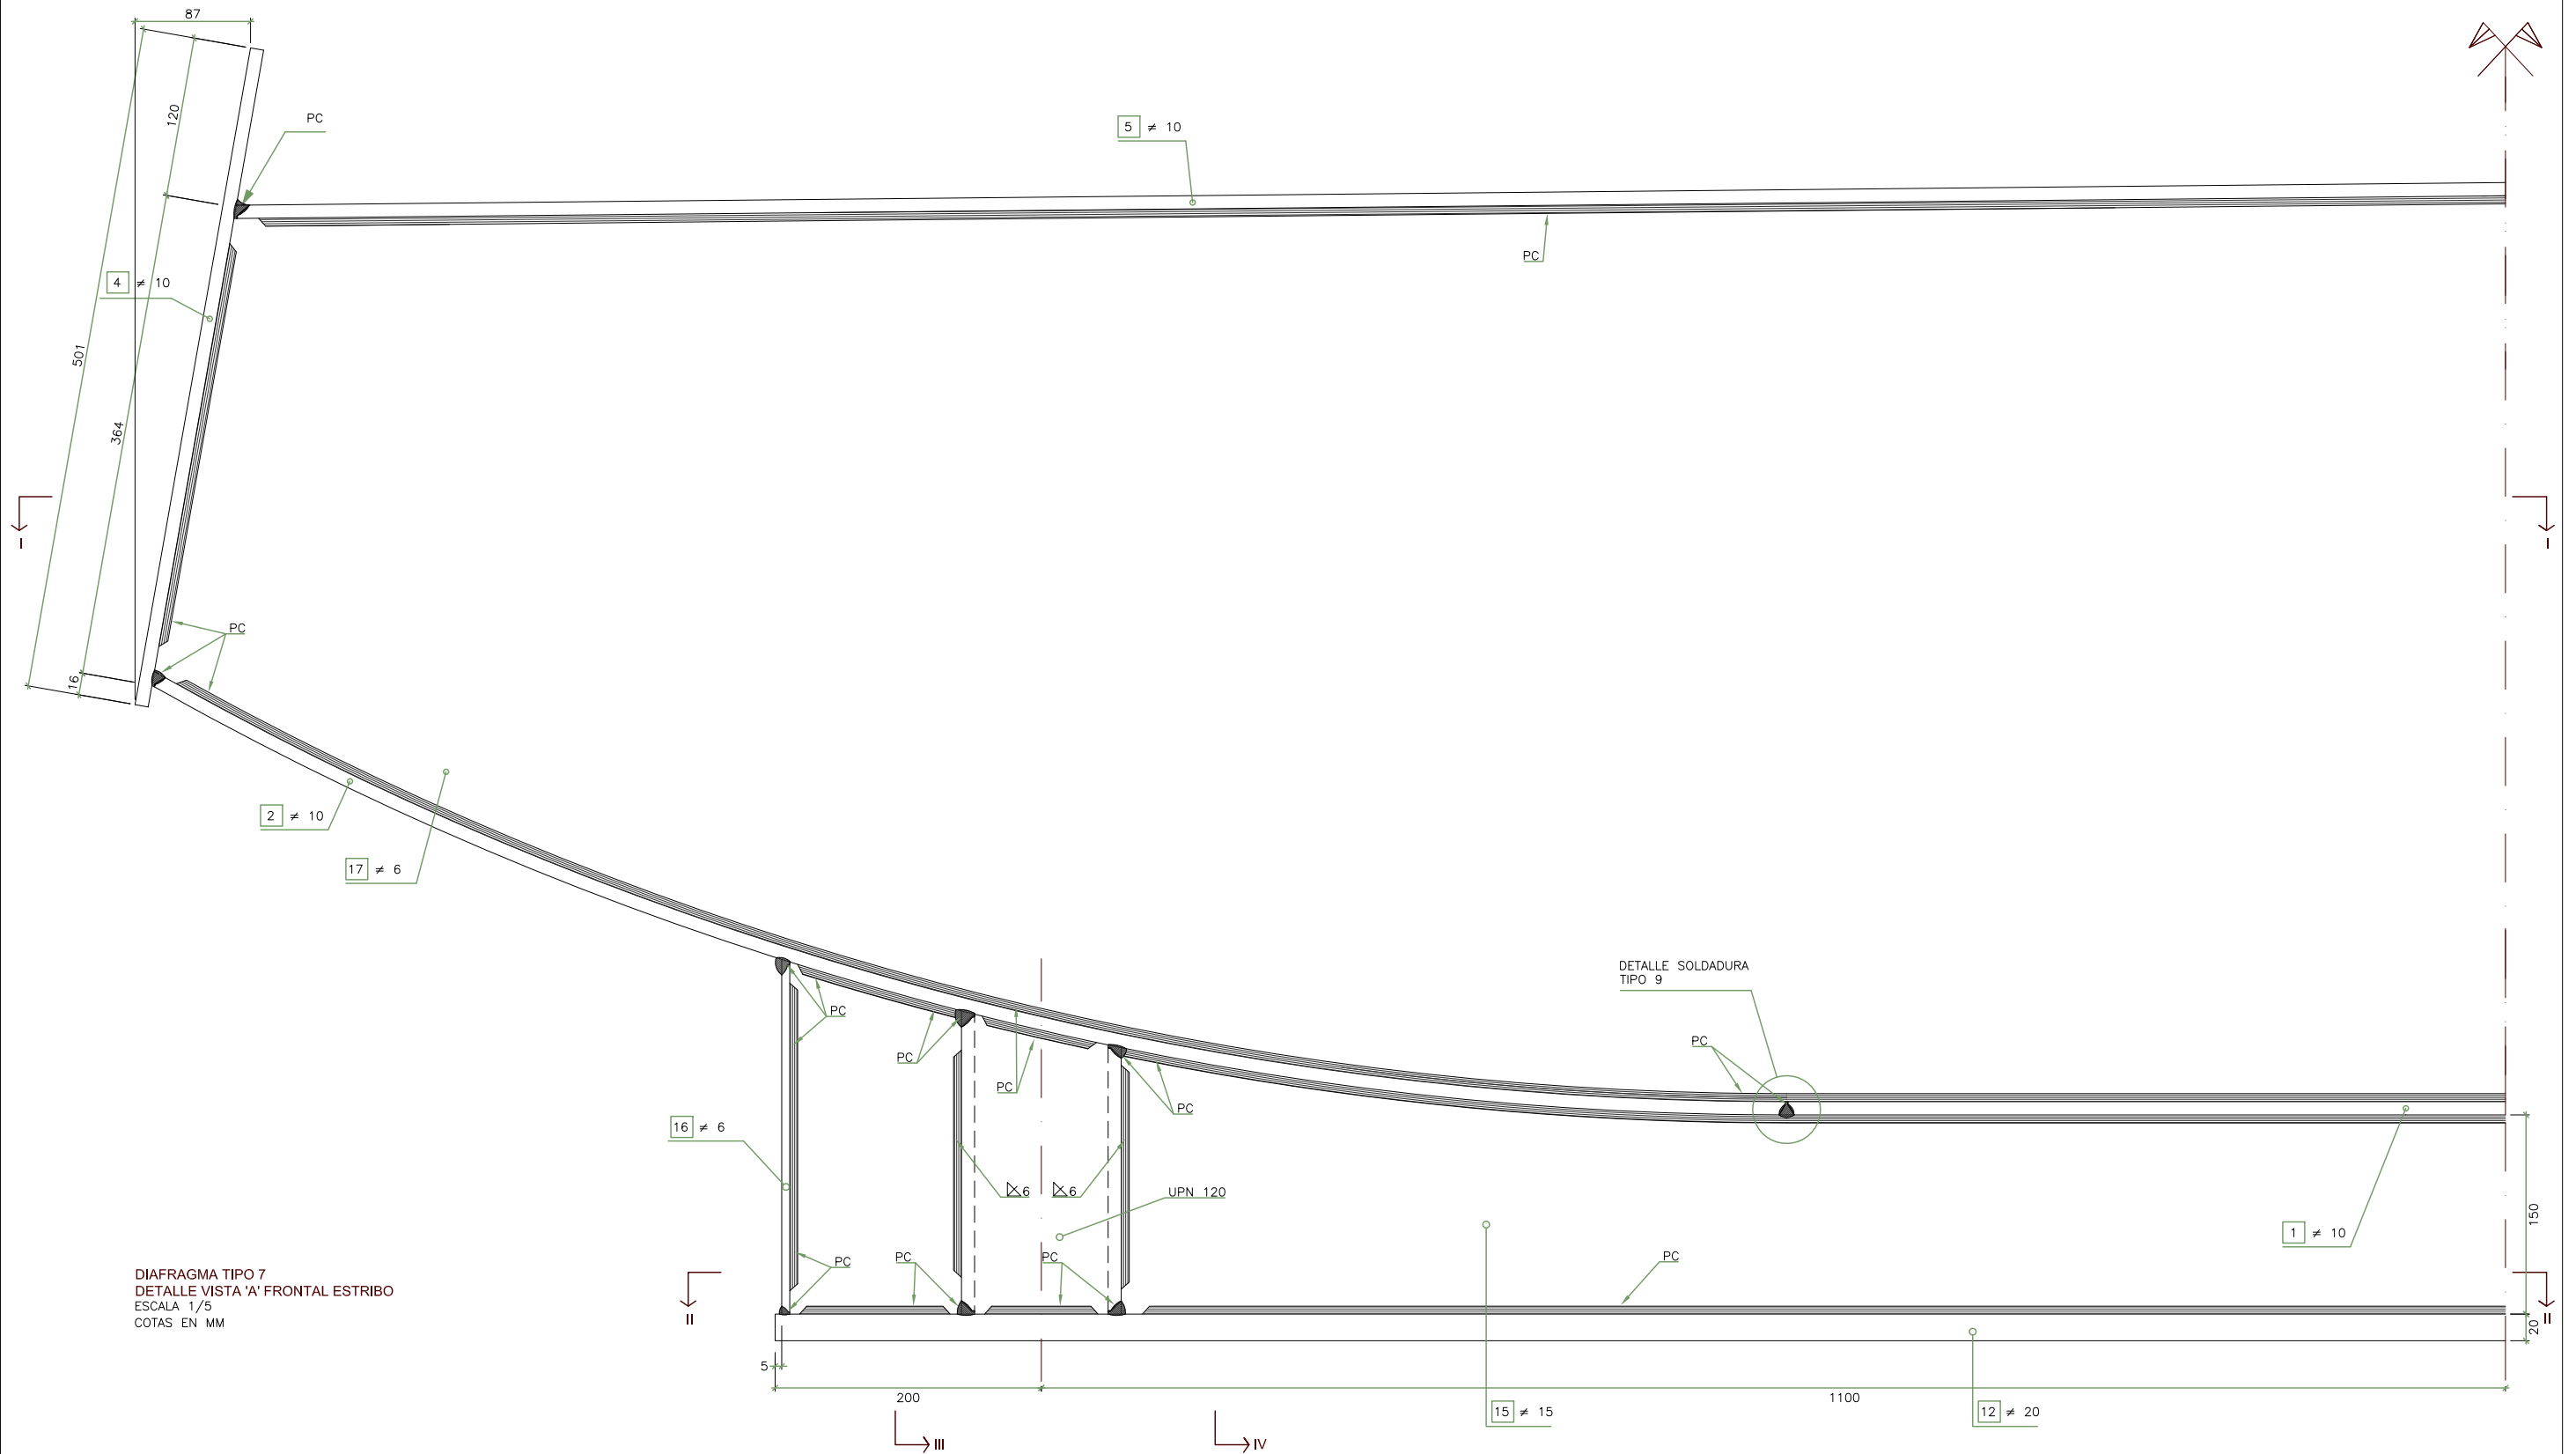 87
120
PC
5 ≠ 10
PC
4 ≠ 10
501
364
I
I
PC
16
2 ≠ 10
17 ≠ 6
DETALLE SOLDADURA
TIPO 9
PC
PC
PC
PC
PC
16 ≠ 6
6
6
UPN 120
150
1 ≠ 10
PC
PC
PC
PC
DIAFRAGMA TIPO 7
DETALLE VISTA 'A' FRONTAL ESTRIBO
ESCALA 1/5
COTAS EN MM
II
II
20
5
200
1100
15 ≠ 15
12 ≠ 20
III
IV